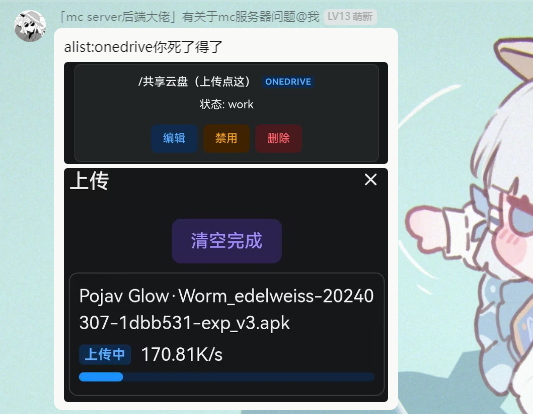 「mc server后端大佬」有关于mc服务器问题@我 LV13 萌新
alist:onedrive你死了得了
/共享云盘（上传点这） ONEDRIVE
状态: work
编辑 禁用 删除
上传
清空完成
Pojav Glow·Worm_edelweiss-20240
307-1dbb531-exp_v3.apk
上传中 170.81K/s